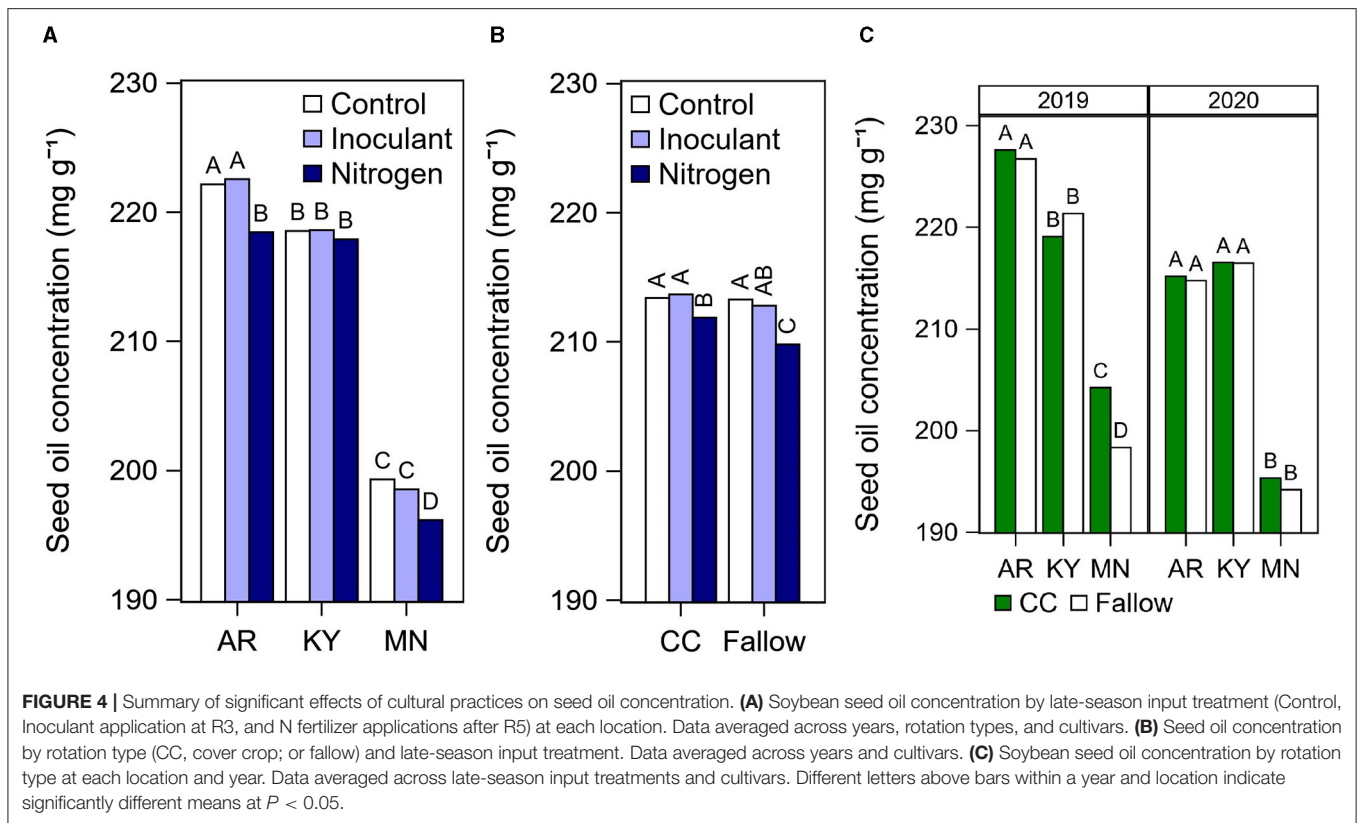 A
Seed oil concentration (mg g⁻¹)
230
220
210
200
190
Control
Inoculant
Nitrogen
A A B B B B C C D
AR KY MN
B
Seed oil concentration (mg g⁻¹)
230
220
210
200
190
Control
Inoculant
Nitrogen
A A B A AB C
CC Fallow
C
Seed oil concentration (mg g⁻¹)
2019 2020
230
220
210
200
190
A A B B C D A A A A B B
AR KY MN AR KY MN
CC Fallow
FIGURE 4 | Summary of significant effects of cultural practices on seed oil concentration. (A) Soybean seed oil concentration by late-season input treatment (Control,
Inoculant application at R3, and N fertilizer applications after R5) at each location. Data averaged across years, rotation types, and cultivars. (B) Seed oil concentration
by rotation type (CC, cover crop; or fallow) and late-season input treatment. Data averaged across years and cultivars. (C) Soybean seed oil concentration by rotation
type at each location and year. Data averaged across late-season input treatments and cultivars. Different letters above bars within a year and location indicate
significantly different means at P < 0.05.